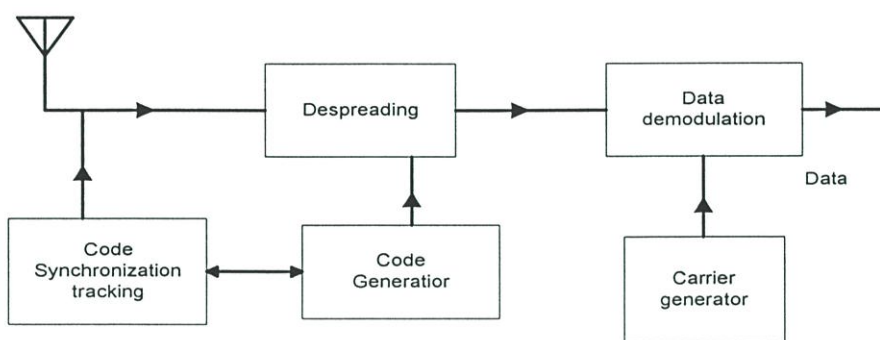 Despreading
Data
demodulation
Data
Code
Synchronization
tracking
Code
Generatior
Carrier
generator